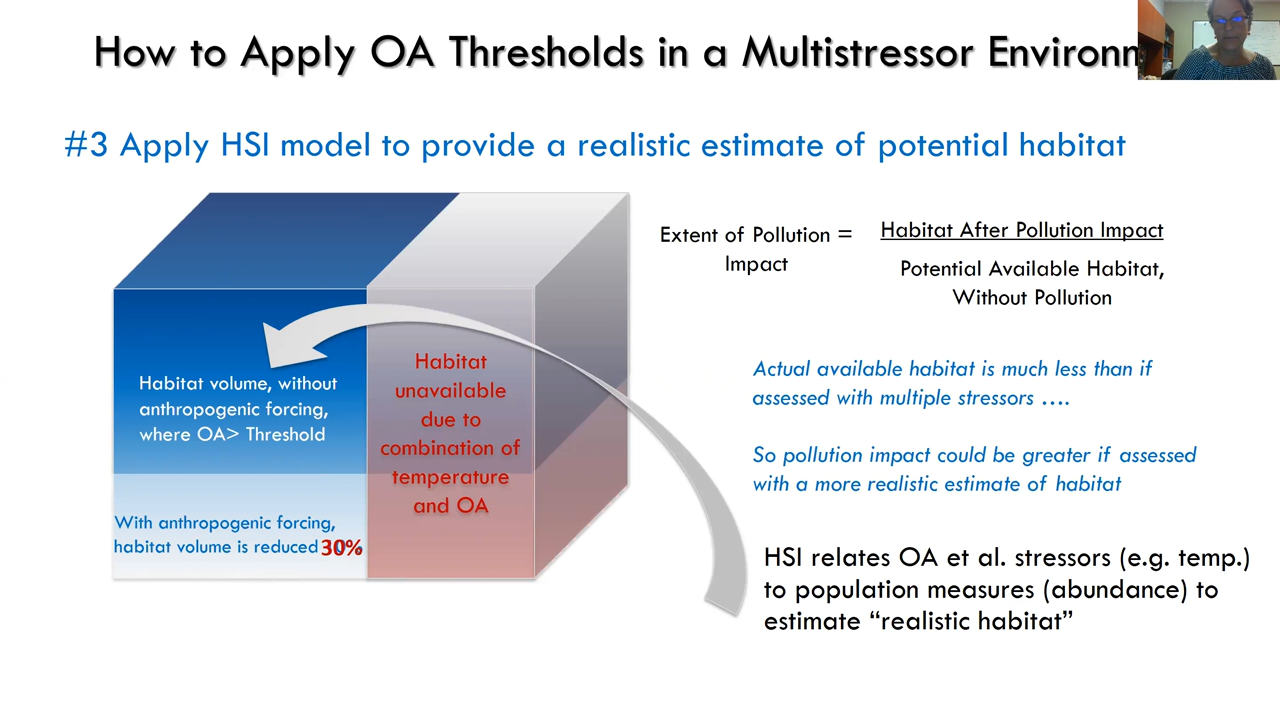 How to Apply OA Thresholds in a Multistressor Environm
#3 Apply HSI model to provide a realistic estimate of potential habitat
Extent of Pollution =
Impact
Habitat After Pollution Impact
Potential Available Habitat,
Without Pollution
Habitat volume, without
anthropogenic forcing,
where OA> Threshold
Habitat
unavailable
due to
combination of
temperature
and OA
With anthropogenic forcing,
habitat volume is reduced 30%
Actual available habitat is much less than if
assessed with multiple stressors ....
So pollution impact could be greater if assessed
with a more realistic estimate of habitat
HSI relates OA et al. stressors (e.g. temp.)
to population measures (abundance) to
estimate “realistic habitat”